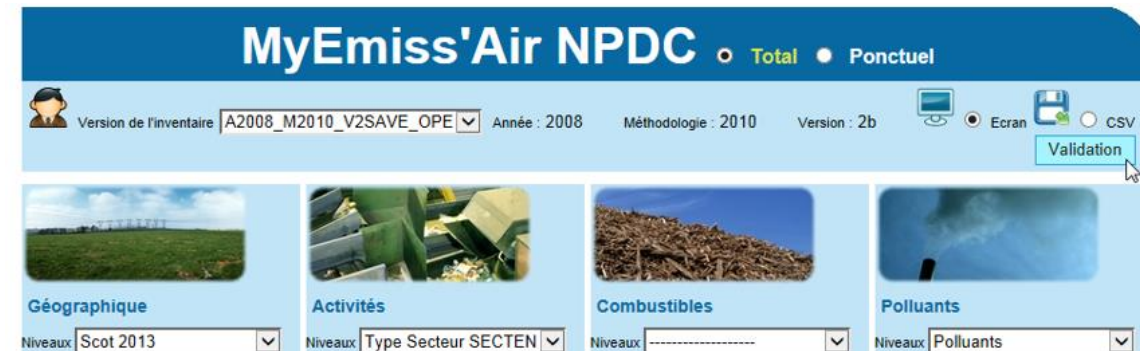 MyEmiss'Air NPDC Total Ponctuel
Version de l'inventaire A2008_M2010_V2SAVE_OPE Année : 2008 Méthodologie : 2010 Version : 2b Ecran CSV
Validation
Géographique Activités Combustibles Polluants
Niveaux Scot 2013 Niveaux Type Secteur SECTEN Niveaux ------------------- Niveaux Polluants